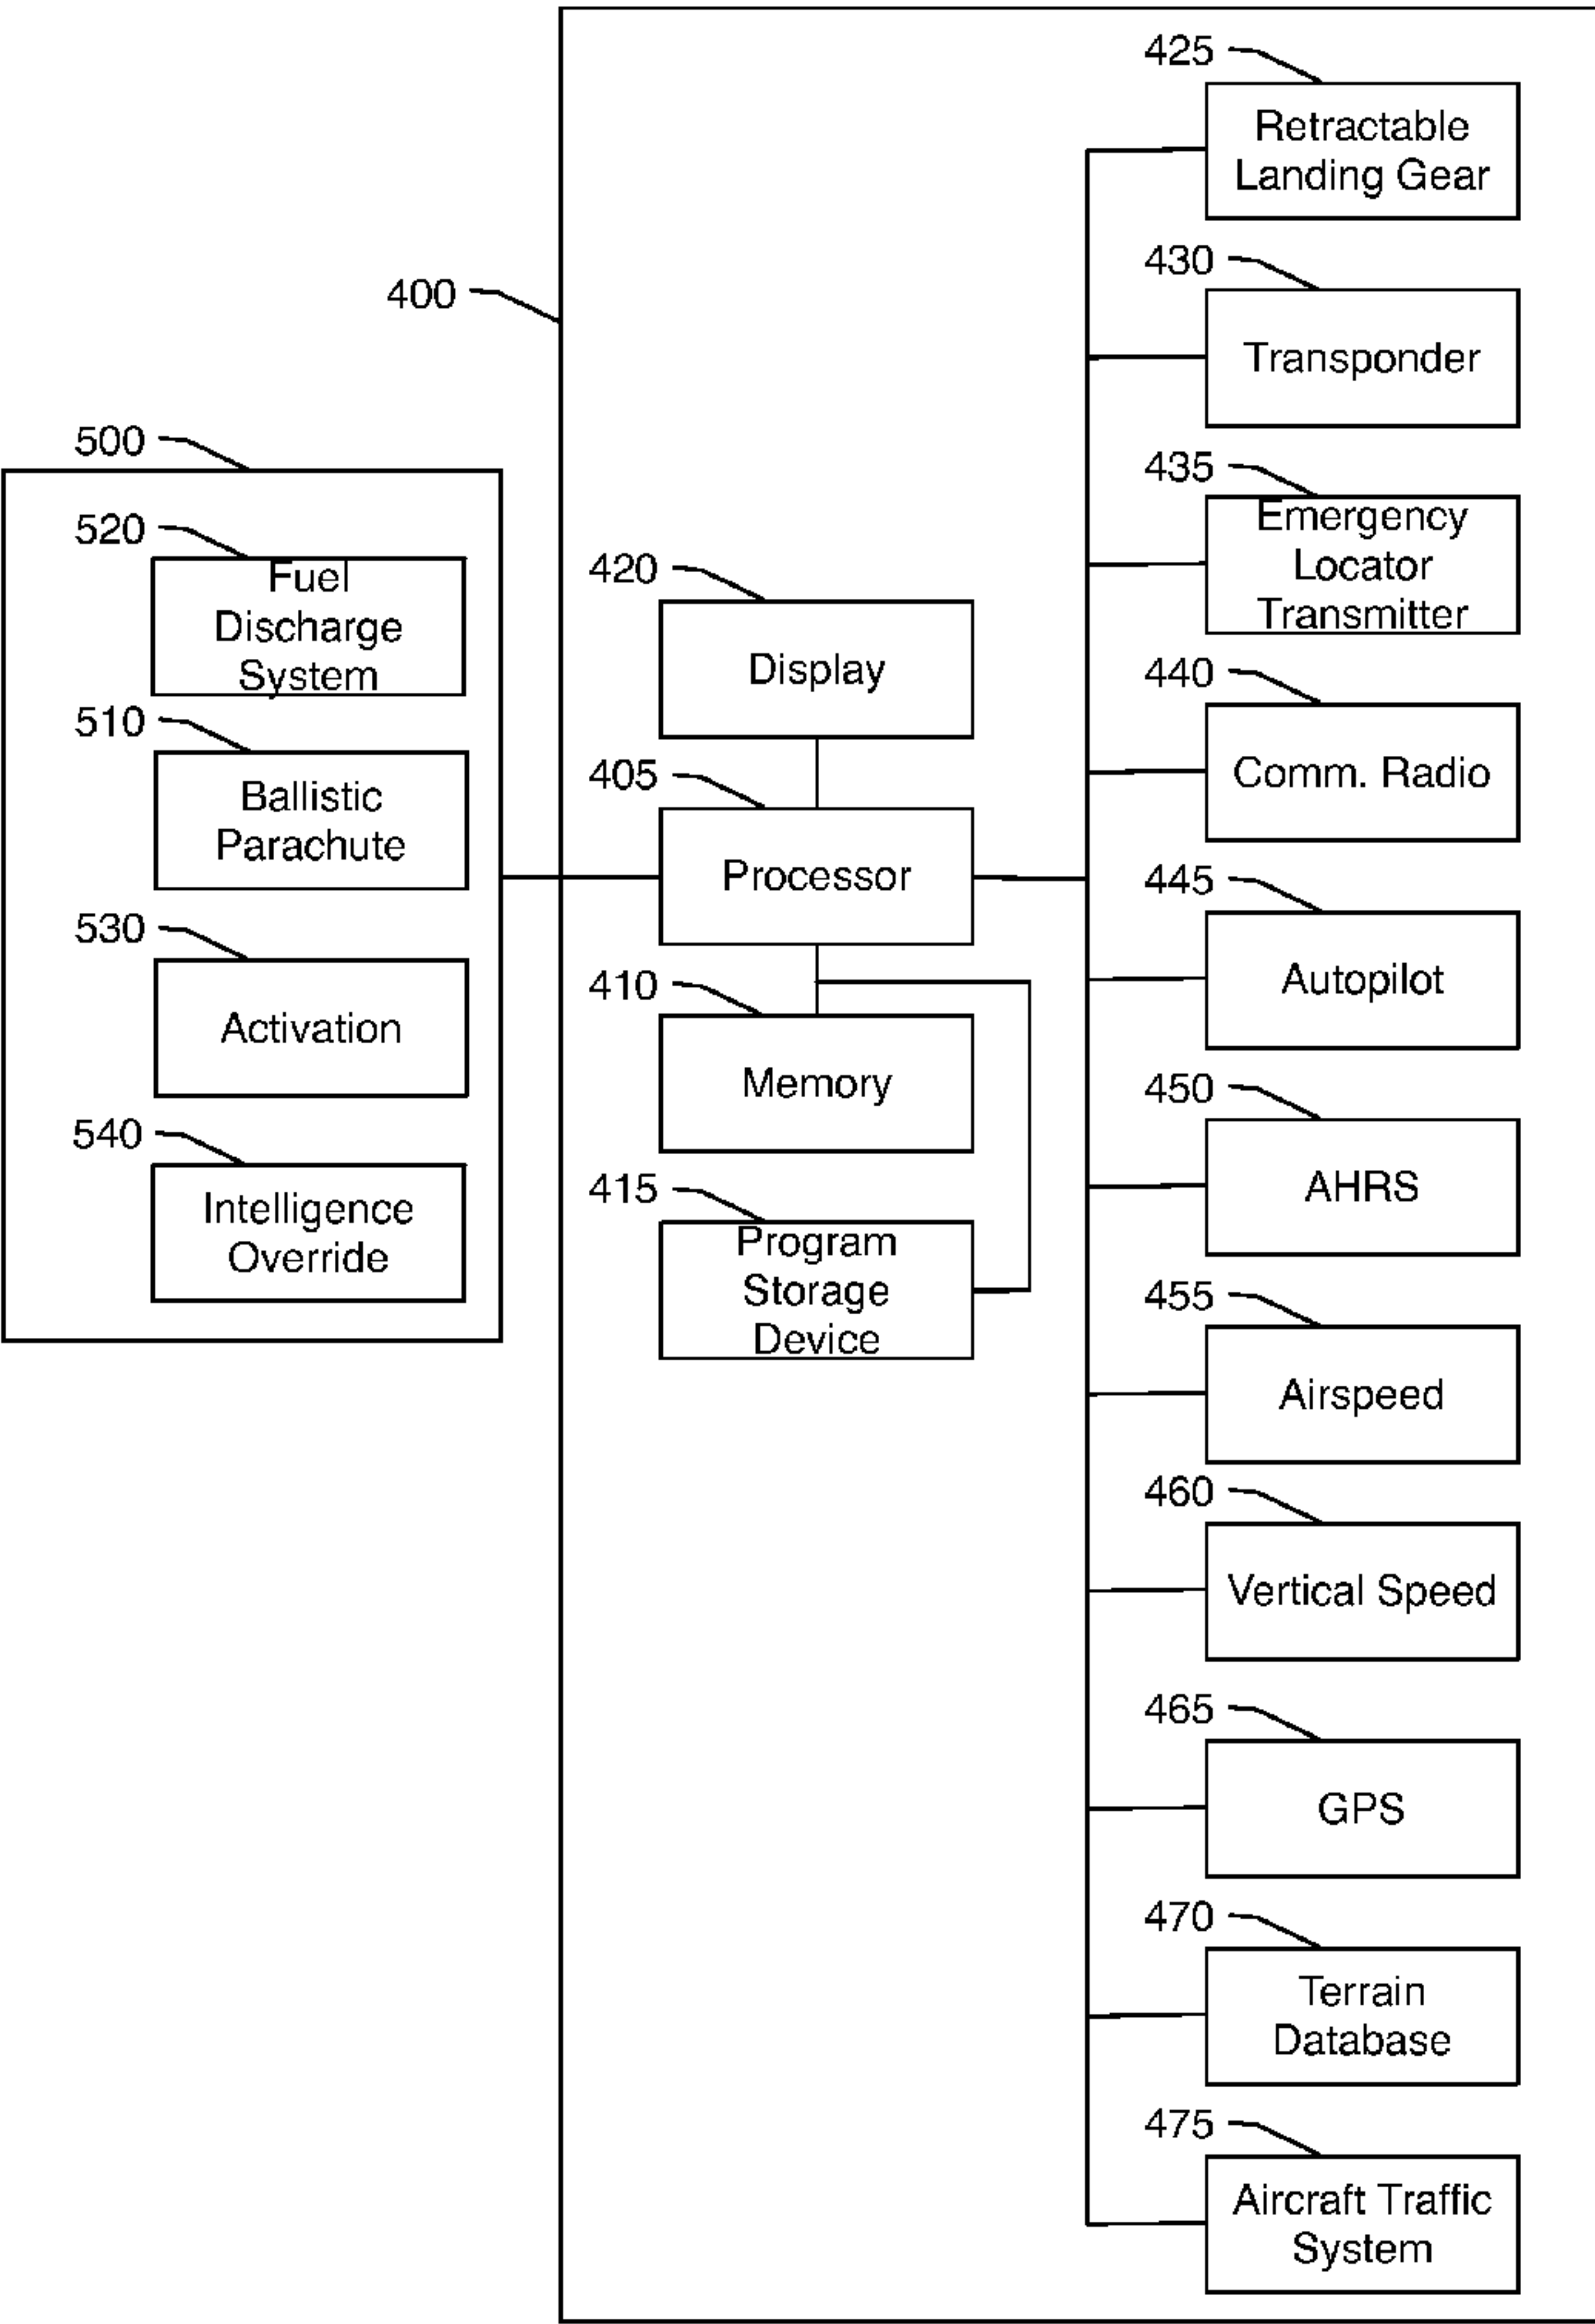 400
500
520
Fuel
Discharge
System
510
Ballistic
Parachute
530
Activation
540
Intelligence
Override
420
Display
405
Processor
410
Memory
415
Program
Storage
Device
425
Retractable
Landing Gear
430
Transponder
435
Emergency
Locator
Transmitter
440
Comm. Radio
445
Autopilot
450
AHRS
455
Airspeed
460
Vertical Speed
465
GPS
470
Terrain
Database
475
Aircraft Traffic
System